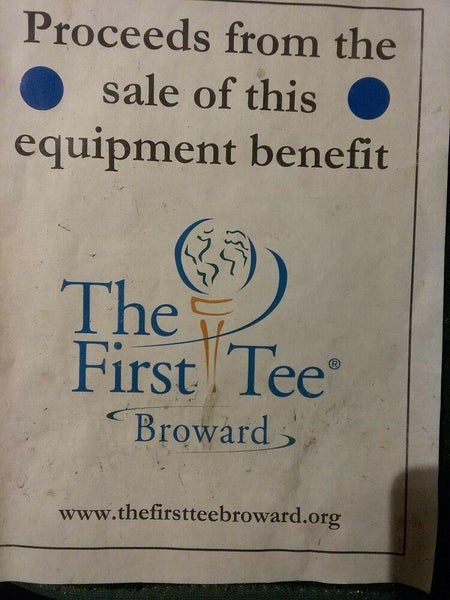 Proceeds from the
sale of this
equipment benefit
The
First Tee®
Broward
www.thefirstteebroward.org